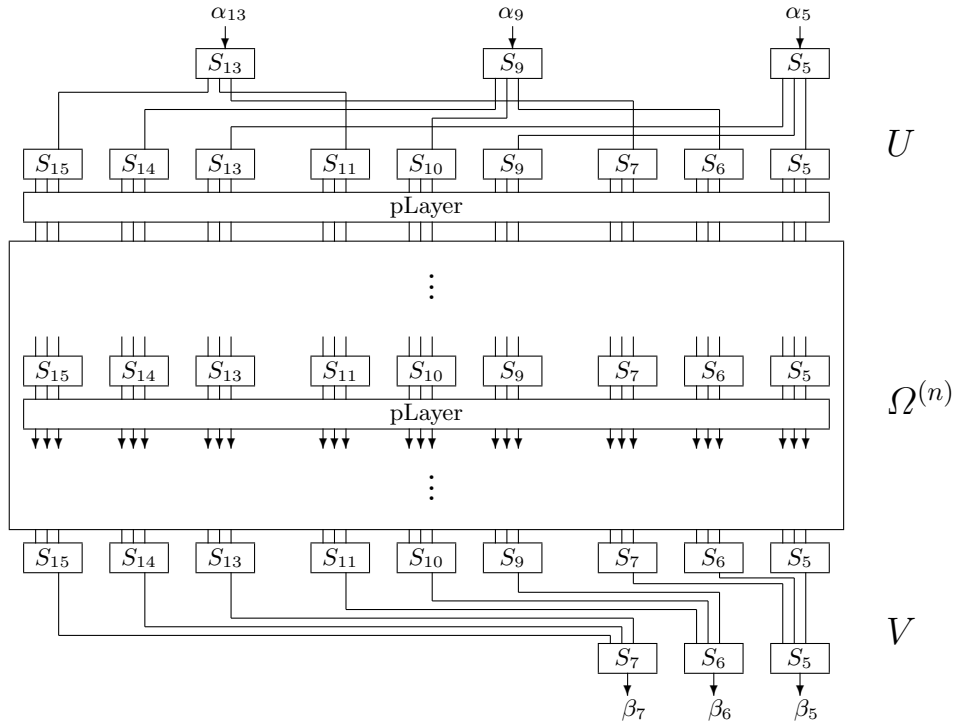 α₁₃ α₉ α₅
S₁₃ S₉ S₅
U
S₁₅ S₁₄ S₁₃ S₁₁ S₁₀ S₉ S₇ S₆ S₅
pLayer
⋮
S₁₅ S₁₄ S₁₃ S₁₁ S₁₀ S₉ S₇ S₆ S₅
Ω⁽ⁿ⁾
pLayer
⋮
S₁₅ S₁₄ S₁₃ S₁₁ S₁₀ S₉ S₇ S₆ S₅
V
S₇ S₆ S₅
β₇ β₆ β₅